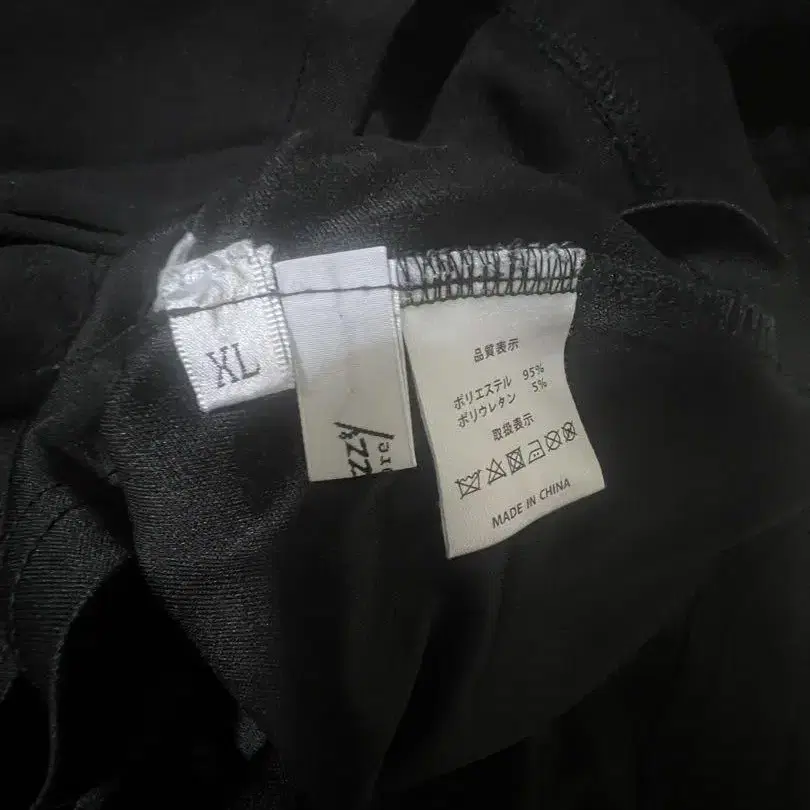 XL
品質表示
ポリエステル 95%
ポリウレタン 5%
取扱表示
MADE IN CHINA